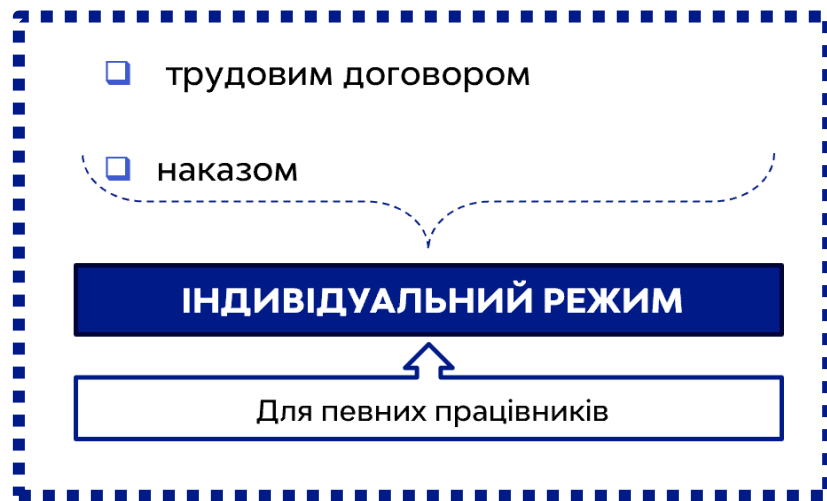 трудовим договором
наказом
ІНДИВІДУАЛЬНИЙ РЕЖИМ
Для певних працівників